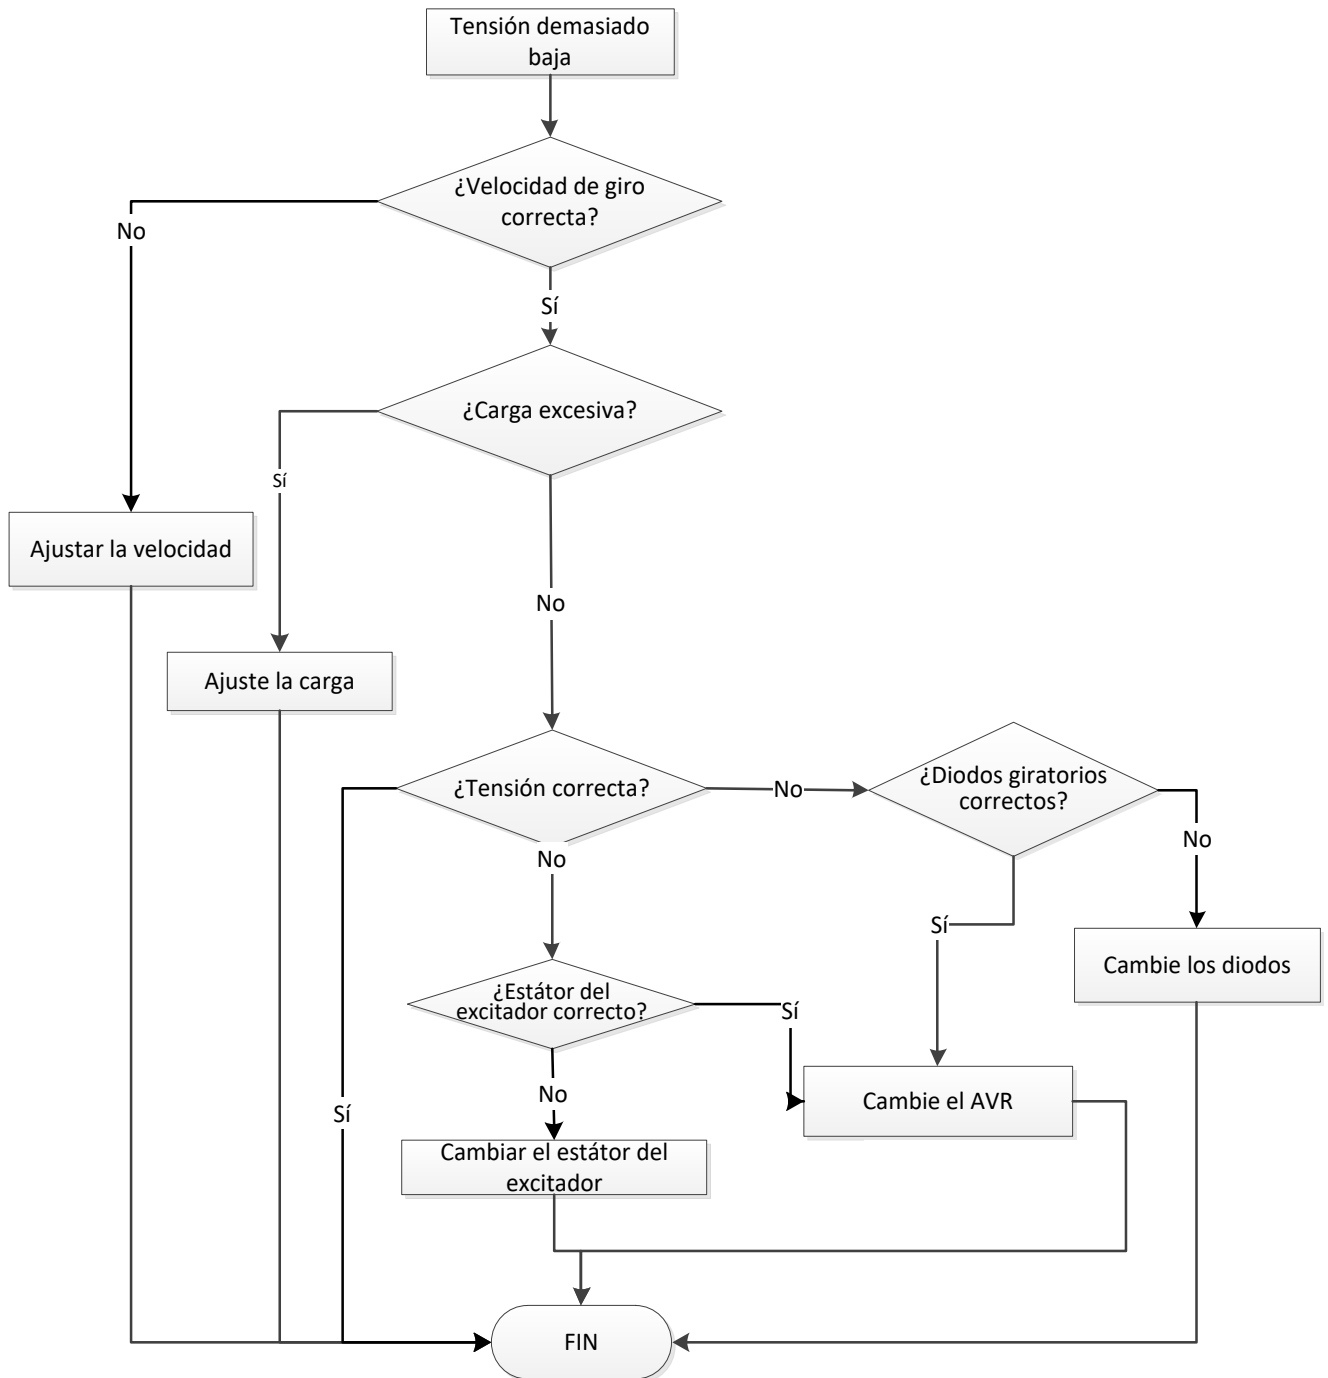 Tensión demasiado
baja
¿Velocidad de giro
correcta?
No
Sí
¿Carga excesiva?
Sí
Ajustar la velocidad
No
Ajuste la carga
¿Tensión correcta?
No
¿Diodos giratorios
correctos?
No
No
Sí
Cambie los diodos
¿Estátor del
excitador correcto?
Sí
No
Cambie el AVR
Sí
Cambiar el estátor del
excitador
FIN